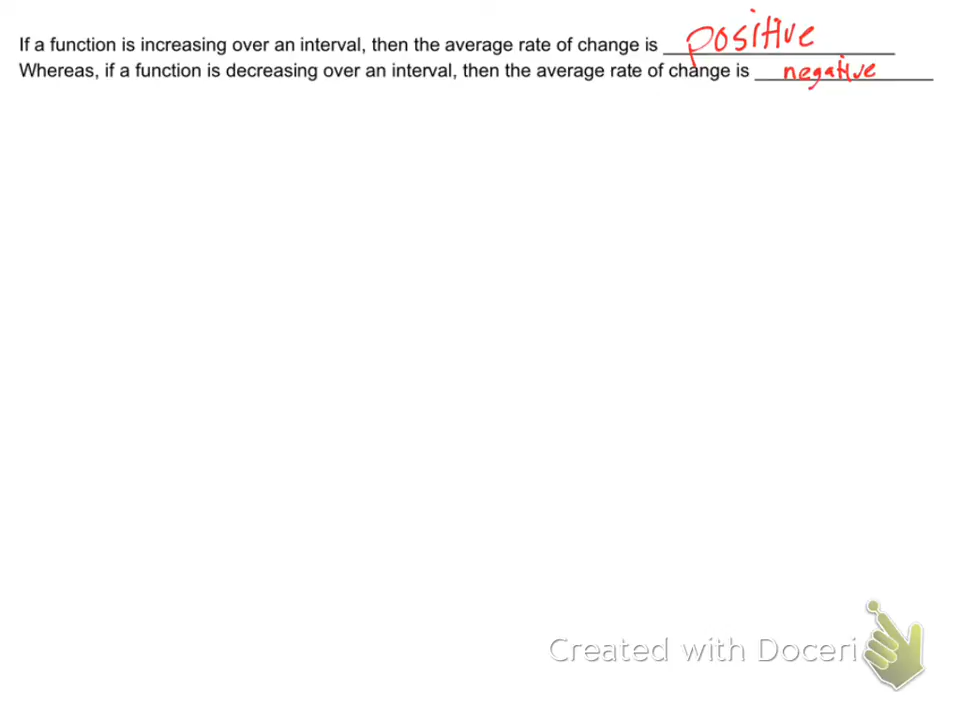 If a function is increasing over an interval, then the average rate of change is positive
Whereas, if a function is decreasing over an interval, then the average rate of change is negative
Created with Doceri